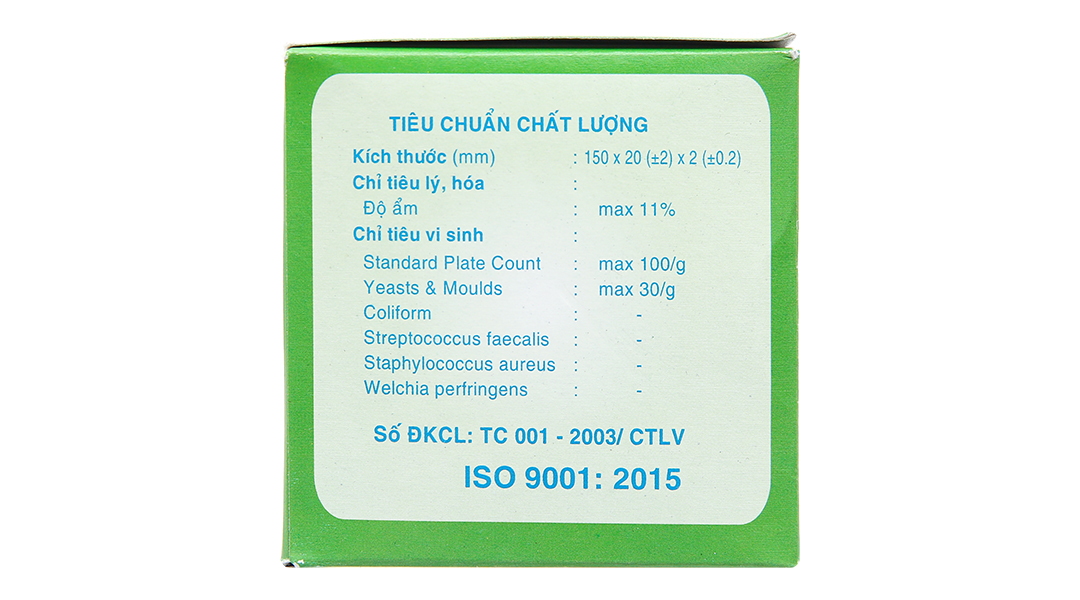 TIÊU CHUẨN CHẤT LƯỢNG
Kích thước (mm) : 150 x 20 (±2) x 2 (±0.2)
Chỉ tiêu lý, hóa :
Độ ẩm : max 11%
Chỉ tiêu vi sinh :
Standard Plate Count : max 100/g
Yeasts & Moulds : max 30/g
Coliform : -
Streptococcus faecalis : -
Staphylococcus aureus : -
Welchia perfringens : -
Số ĐKCL: TC 001 - 2003/ CTLV
ISO 9001: 2015